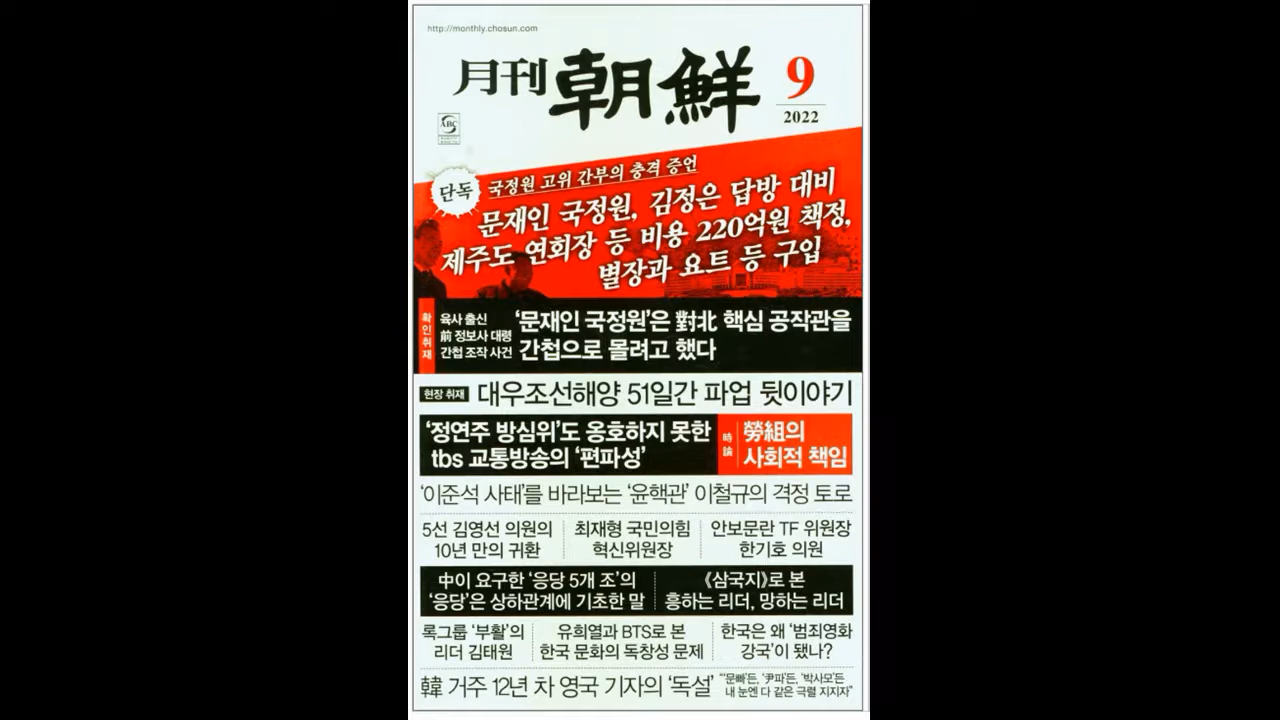 http://monthly.chosun.com
月刊 朝鮮
9
2022
ABC
단독
국정원 고위 간부의 충격 증언
문재인 국정원, 김정은 답방 대비
제주도 연회장 등 비용 220억원 책정,
별장과 요트 등 구입
확인취재
육사 출신
前 정보사 대령
간첩 조작 사건
‘문재인 국정원’은 對北 핵심 공작관을
간첩으로 몰려고 했다
현장 취재
대우조선해양 51일간 파업 뒷이야기
‘정연주 방심위’도 옹호하지 못한
tbs 교통방송의 ‘편파성’
時論
勞組의
사회적 책임
‘이준석 사태’를 바라보는 ‘윤핵관’ 이철규의 격정 토로
5선 김영선 의원의
10년 만의 귀환
최재형 국민의힘
혁신위원장
안보문란 TF 위원장
한기호 의원
中이 요구한 ‘응당 5개 조’의
‘응당’은 상하관계에 기초한 말
《삼국지》로 본
흥하는 리더, 망하는 리더
록그룹 ‘부활’의
리더 김태원
유희열과 BTS로 본
한국 문화의 독창성 문제
한국은 왜 ‘범죄영화
강국’이 됐나?
韓 거주 12년 차 영국 기자의 ‘독설’
“‘문빠’든, ‘尹파’든, ‘박사모’든
내 눈엔 다 같은 극렬 지지자”